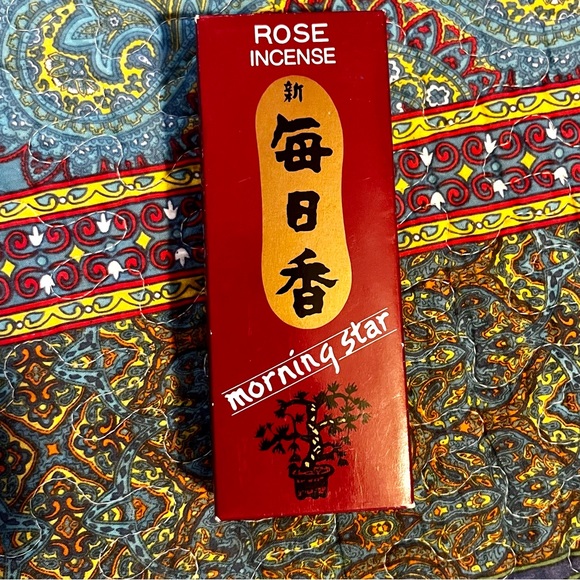 ROSE
INCENSE
新
毎
日
香
morning star